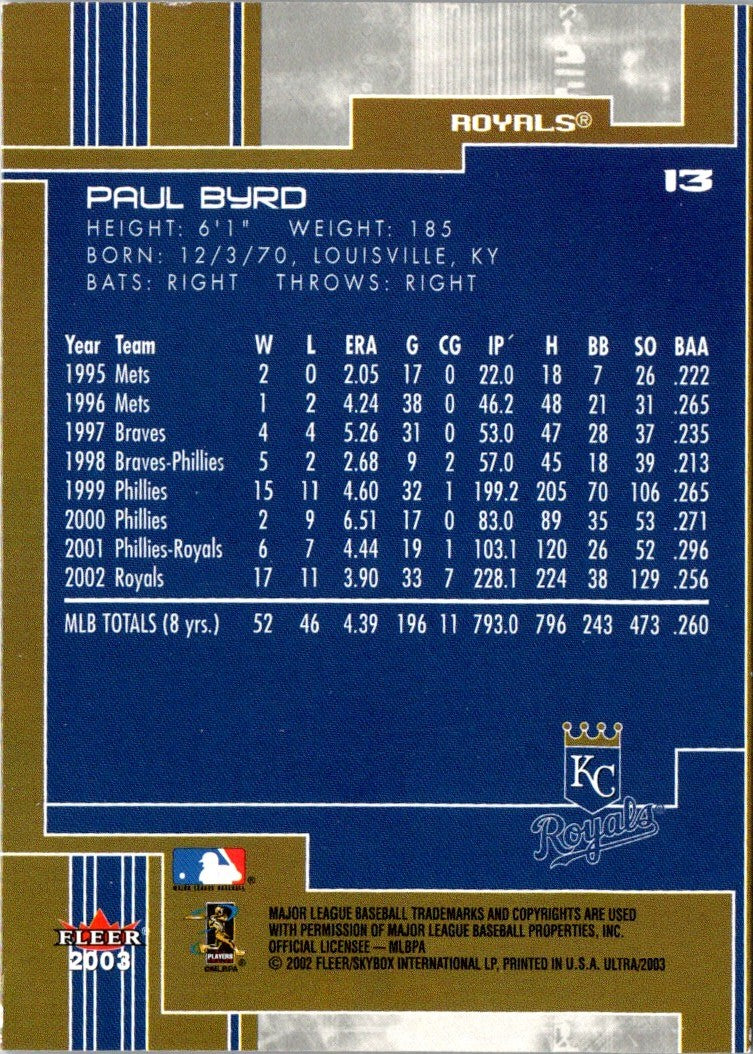 ROYALS®
13
PAUL BYRD
HEIGHT: 6'1" WEIGHT: 185
BORN: 12/3/70, LOUISVILLE, KY
BATS: RIGHT THROWS: RIGHT
Year Team W L ERA G CG IP H BB SO BAA
1995 Mets 2 0 2.05 17 0 22.0 18 7 26 .222
1996 Mets 1 2 4.24 38 0 46.2 48 21 31 .265
1997 Braves 4 4 5.26 31 0 53.0 47 28 37 .235
1998 Braves-Phillies 5 2 2.68 9 2 57.0 45 18 39 .213
1999 Phillies 15 11 4.60 32 1 199.2 205 70 106 .265
2000 Phillies 2 9 6.51 17 0 83.0 89 35 53 .271
2001 Phillies-Royals 6 7 4.44 19 1 103.1 120 26 52 .296
2002 Royals 17 11 3.90 33 7 228.1 224 38 129 .256
MLB TOTALS (8 yrs.) 52 46 4.39 196 11 793.0 796 243 473 .260
KC
Royals®
MAJOR LEAGUE BASEBALL®
PLAYERS
©MLBPA®
FLEER®
2003
MAJOR LEAGUE BASEBALL TRADEMARKS AND COPYRIGHTS ARE USED
WITH PERMISSION OF MAJOR LEAGUE BASEBALL PROPERTIES, INC.
OFFICIAL LICENSEE — MLBPA
© 2002 FLEER/SKYBOX INTERNATIONAL LP, PRINTED IN U.S.A. ULTRA/2003